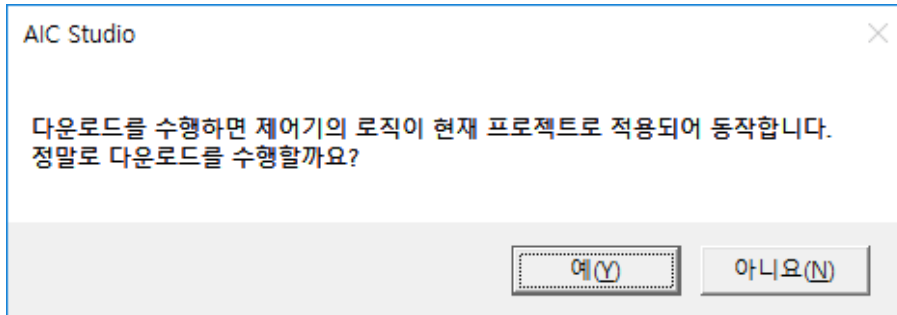 AIC Studio
다운로드를 수행하면 제어기의 로직이 현재 프로젝트로 적용되어 동작합니다.
정말로 다운로드를 수행할까요?
예(Y) 아니요(N)